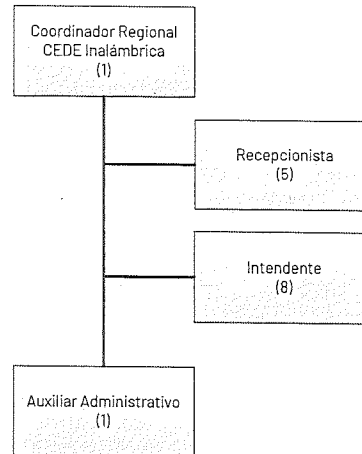 Coordinador Regional
CEDE Inalámbrica
(1)
Recepcionista
(5)
Intendente
(8)
Auxiliar Administrativo
(1)